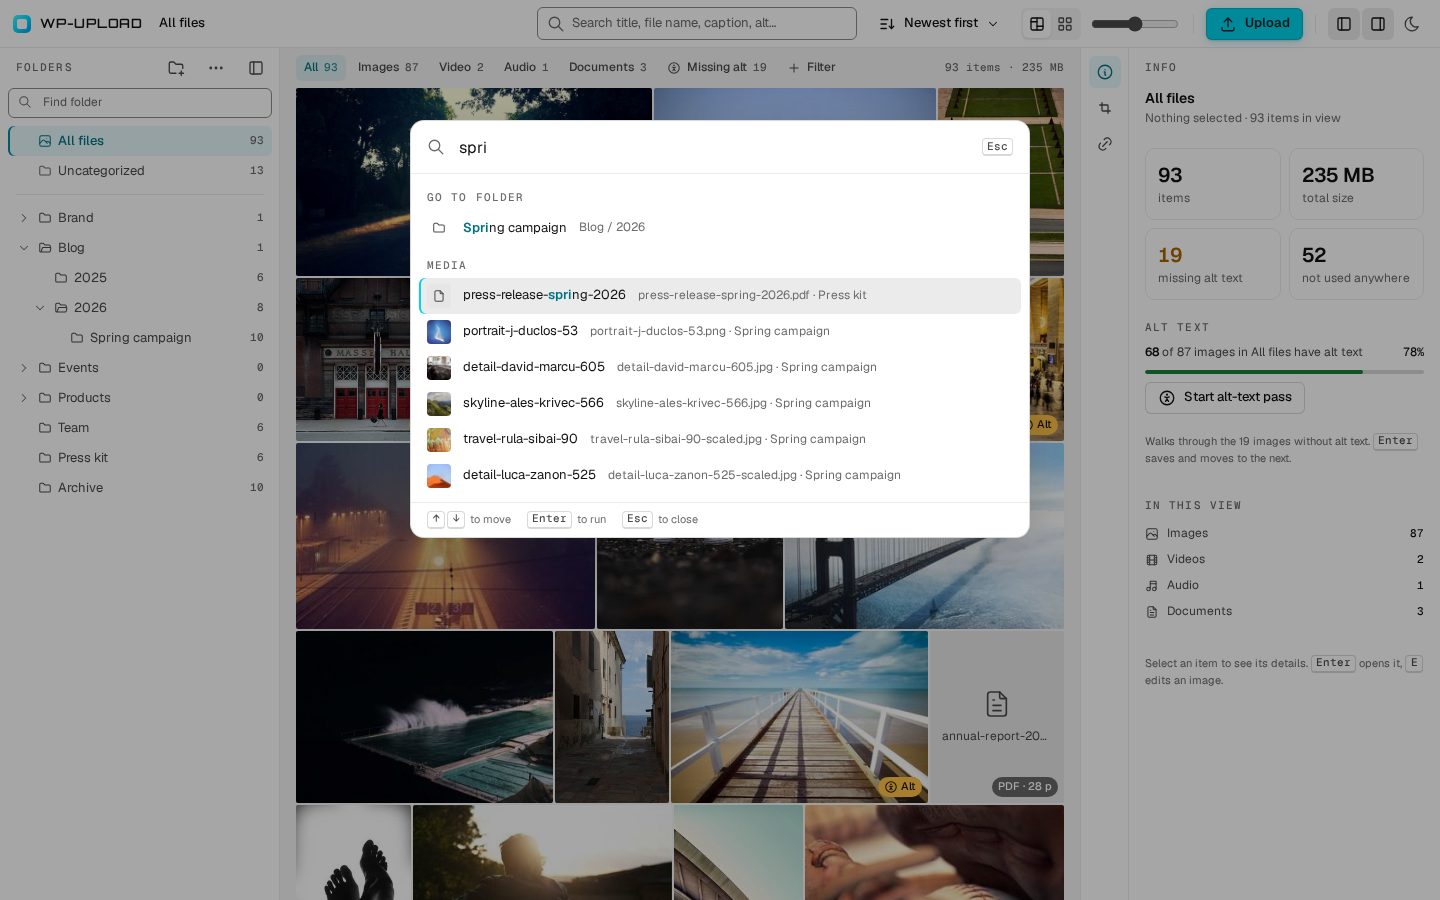 WP-UPLOAD All files
Search title, file name, caption, alt…
Newest first
Upload
FOLDERS
Find folder
All files 93
Uncategorized 13
Brand 1
Blog 1
2025 6
2026 8
Spring campaign 10
Events 0
Products 0
Team 6
Press kit 6
Archive 10
All 93 Images 87 Video 2 Audio 1 Documents 3 Missing alt 19 Filter 93 items · 235 MB
spri Esc
GO TO FOLDER
Spring campaign Blog / 2026
MEDIA
press-release-spring-2026 press-release-spring-2026.pdf · Press kit
portrait-j-duclos-53 portrait-j-duclos-53.png · Spring campaign
detail-david-marcu-605 detail-david-marcu-605.jpg · Spring campaign
skyline-ales-krivec-566 skyline-ales-krivec-566.jpg · Spring campaign
travel-rula-sibai-90 travel-rula-sibai-90-scaled.jpg · Spring campaign
detail-luca-zanon-525 detail-luca-zanon-525-scaled.jpg · Spring campaign
↑ ↓ to move Enter to run Esc to close
Alt
Alt
annual-report-20…
PDF · 28 p
INFO
All files
Nothing selected · 93 items in view
93
items
235 MB
total size
19
missing alt text
52
not used anywhere
ALT TEXT
68 of 87 images in All files have alt text 78%
Start alt-text pass
Walks through the 19 images without alt text. Enter
saves and moves to the next.
IN THIS VIEW
Images 87
Videos 2
Audio 1
Documents 3
Select an item to see its details. Enter opens it, E
edits an image.